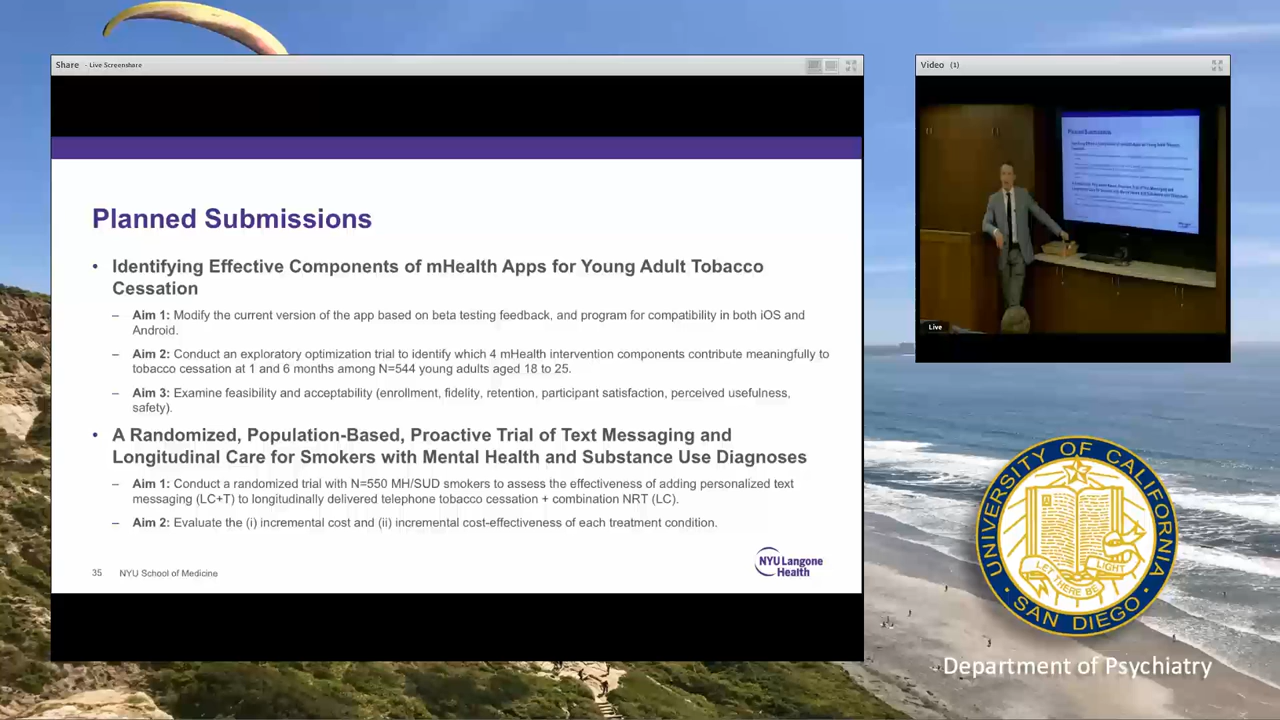 Share - Live Screenshare
Planned Submissions
• Identifying Effective Components of mHealth Apps for Young Adult Tobacco
Cessation
– Aim 1: Modify the current version of the app based on beta testing feedback, and program for compatibility in both iOS and
Android.
– Aim 2: Conduct an exploratory optimization trial to identify which 4 mHealth intervention components contribute meaningfully to
tobacco cessation at 1 and 6 months among N=544 young adults aged 18 to 25.
– Aim 3: Examine feasibility and acceptability (enrollment, fidelity, retention, participant satisfaction, perceived usefulness,
safety).
• A Randomized, Population-Based, Proactive Trial of Text Messaging and
Longitudinal Care for Smokers with Mental Health and Substance Use Diagnoses
– Aim 1: Conduct a randomized trial with N=550 MH/SUD smokers to assess the effectiveness of adding personalized text
messaging (LC+T) to longitudinally delivered telephone tobacco cessation + combination NRT (LC).
– Aim 2: Evaluate the (i) incremental cost and (ii) incremental cost-effectiveness of each treatment condition.
35 NYU School of Medicine
NYU Langone
Health
Video (1)
Planned Submissions
Live
UNIVERSITY OF CALIFORNIA
LET THERE BE LIGHT
SAN DIEGO
Department of Psychiatry